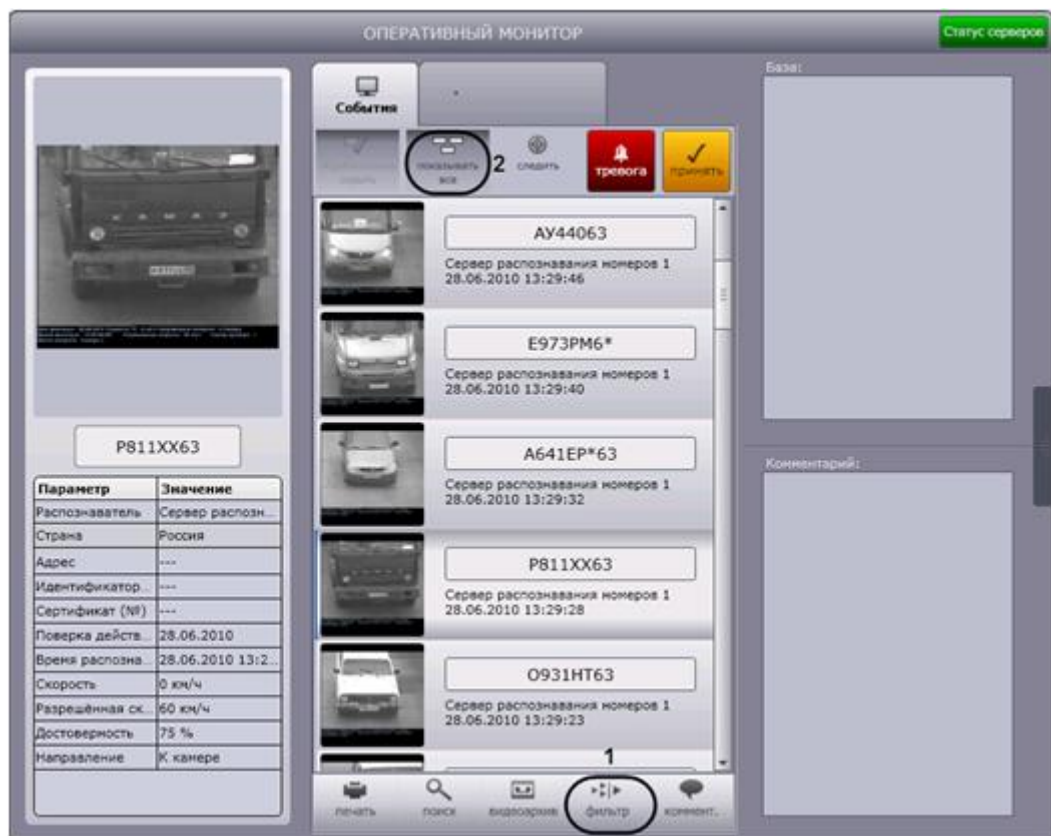 ОПЕРАТИВНЫЙ МОНИТОР
Статус серверов
P811XX63
Параметр Значение
Распознаватель Сервер распозн...
Страна Россия
Адрес ---
Идентификатор... ---
Сертификат (№) ---
Поверка действ... 28.06.2010
Время распозна... 28.06.2010 13:2...
Скорость 0 км/ч
Разрешённая ск... 60 км/ч
Достоверность 75 %
Направление К камере
События
показывать все
2
следить
тревога
принять
АУ44063
Сервер распознавания номеров 1
28.06.2010 13:29:46
E973PM6*
Сервер распознавания номеров 1
28.06.2010 13:29:40
A641EP*63
Сервер распознавания номеров 1
28.06.2010 13:29:32
P811XX63
Сервер распознавания номеров 1
28.06.2010 13:29:28
O931HT63
Сервер распознавания номеров 1
28.06.2010 13:29:23
1
печать
поиск
видеоархив
фильтр
коммент.
База:
Комментарий: